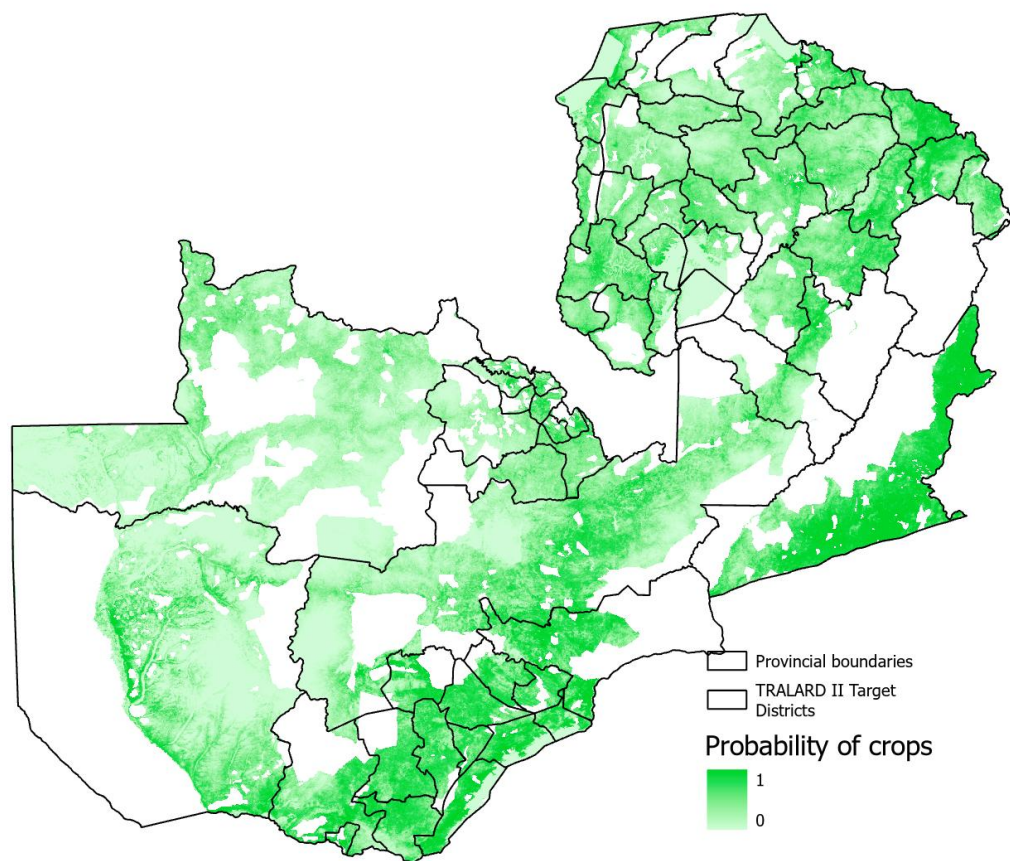 Provincial boundaries
TRALARD II Target
Districts
Probability of crops
1
0